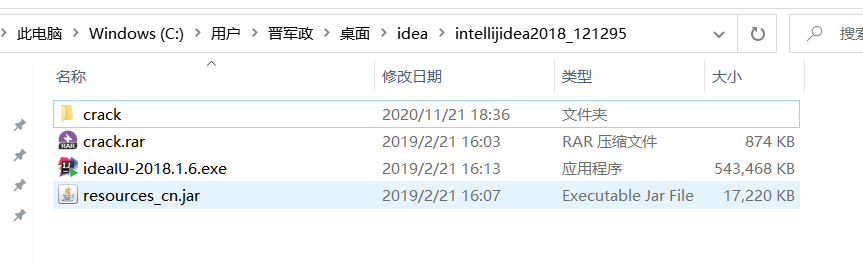 此电脑 > Windows (C:) > 用户 > 晋军政 > 桌面 > idea > intellijidea2018_121295 搜索
名称 修改日期 类型 大小
crack 2020/11/21 18:36 文件夹
RAR crack.rar 2019/2/21 16:03 RAR 压缩文件 874 KB
ideaIU-2018.1.6.exe 2019/2/21 16:13 应用程序 543,468 KB
resources_cn.jar 2019/2/21 16:07 Executable Jar File 17,220 KB